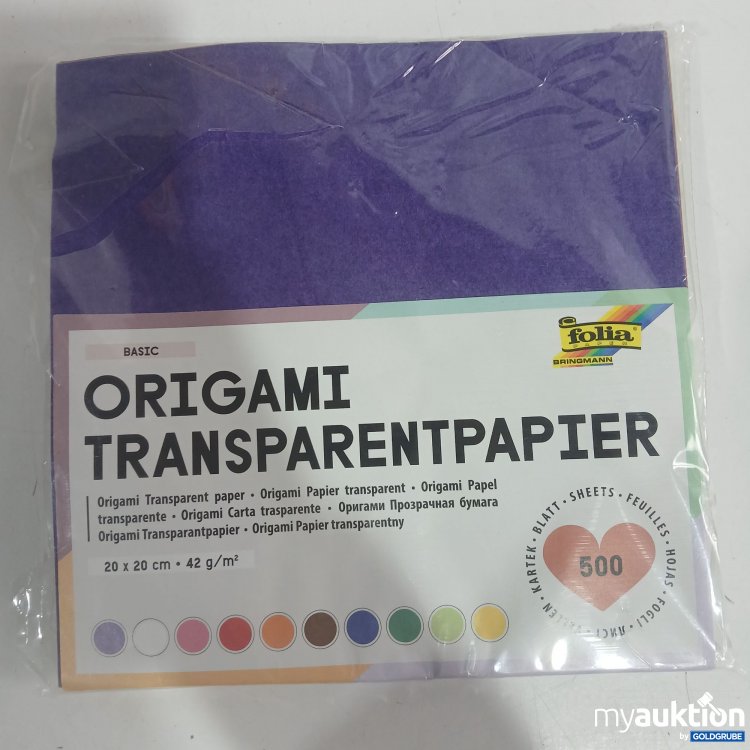 BASIC
folia
PAPER
BRINGMANN
ORIGAMI
TRANSPARENTPAPIER
Origami Transparent paper • Origami Papier transparent • Origami Papel
transparente • Origami Carta trasparente • Оригами Прозрачная бумага
Origami Transparantpapier • Origami Papier transparentny
20 x 20 cm • 42 g/m²
KARTEK • BLATT • SHEETS • FEUILLES • HOJAS • FOGLI • ЛИСТ
500
myauktion
by GOLDGRUBE